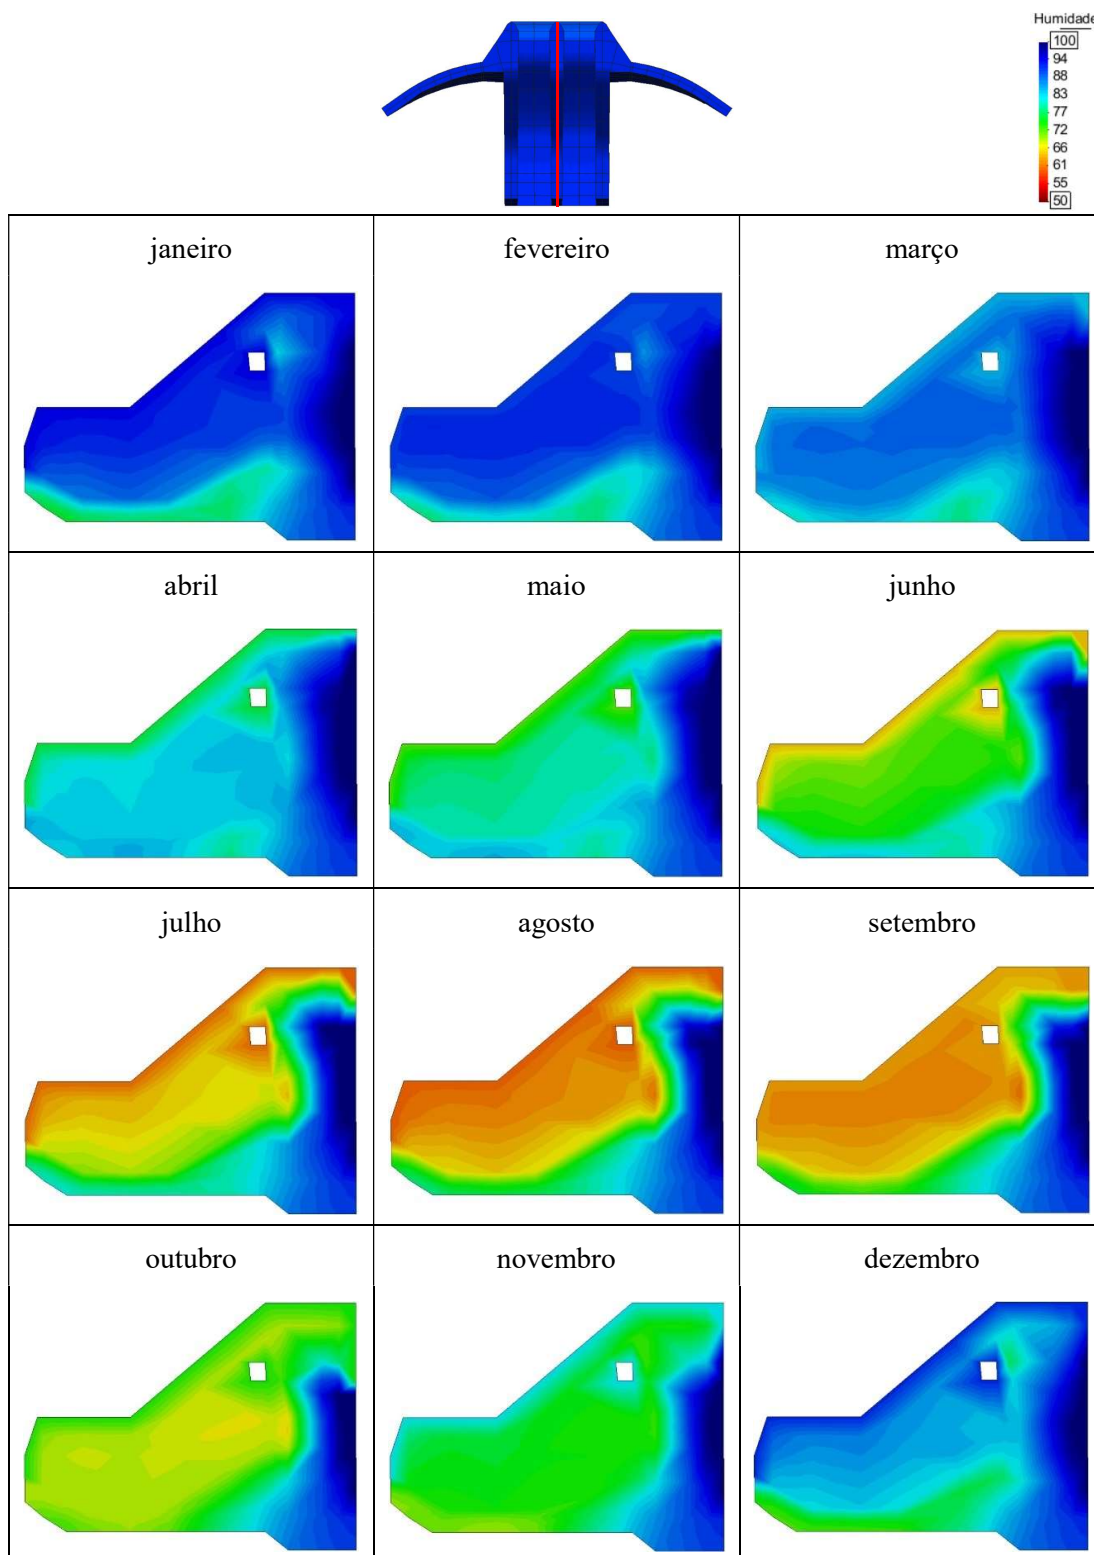 Humidade
100
94
88
83
77
72
66
61
55
50
janeiro
fevereiro
março
abril
maio
junho
julho
agosto
setembro
outubro
novembro
dezembro